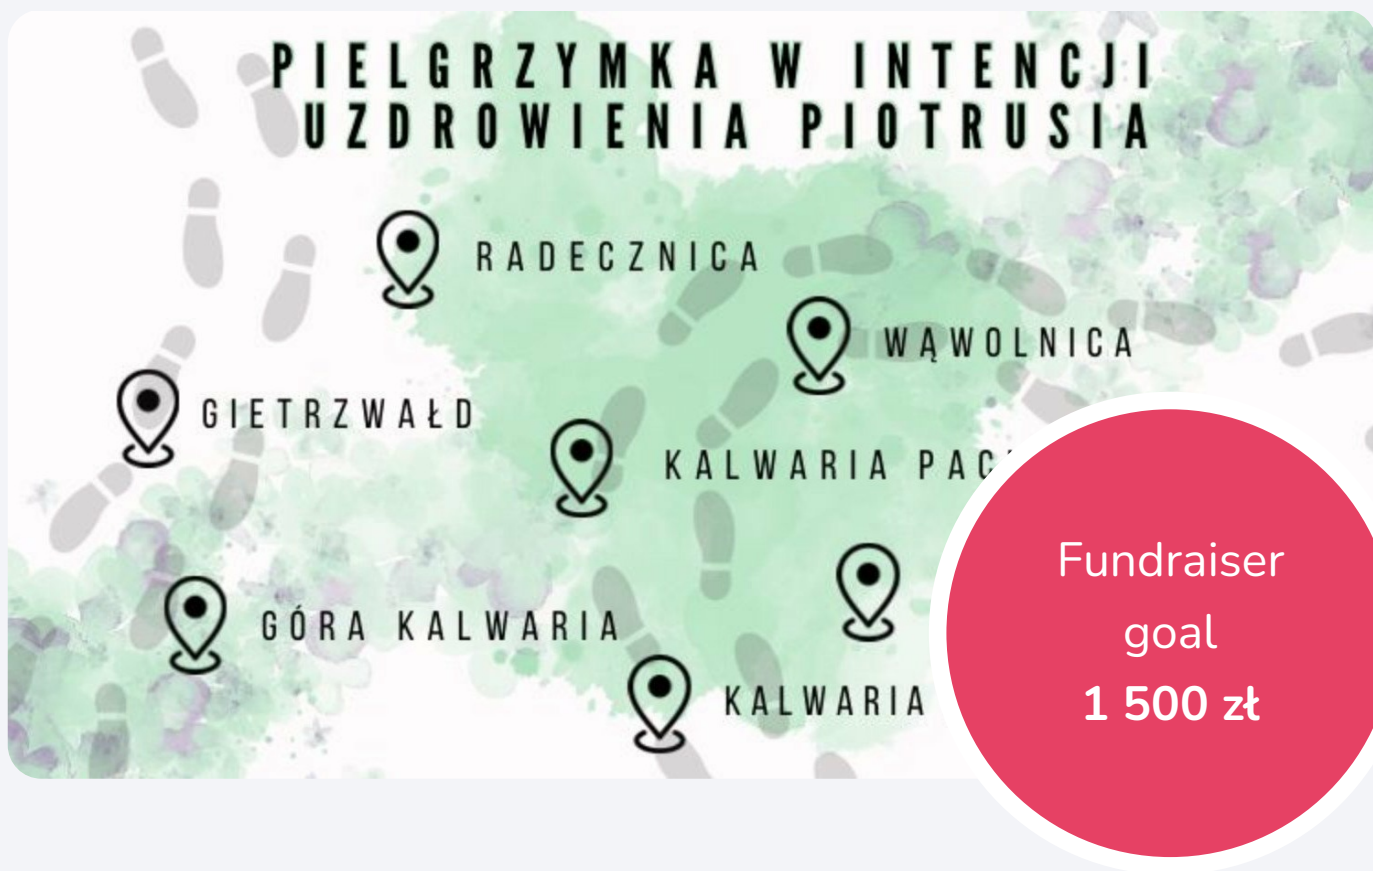 PIELGRZYMKA W INTENCJI
UZDROWIENIA PIOTRUSIA
RADECZNICA
WĄWOLNICA
GIETRZWAŁD
KALWARIA
GÓRA KALWARIA
KALWARIA
Fundraiser
goal
1 500 zł